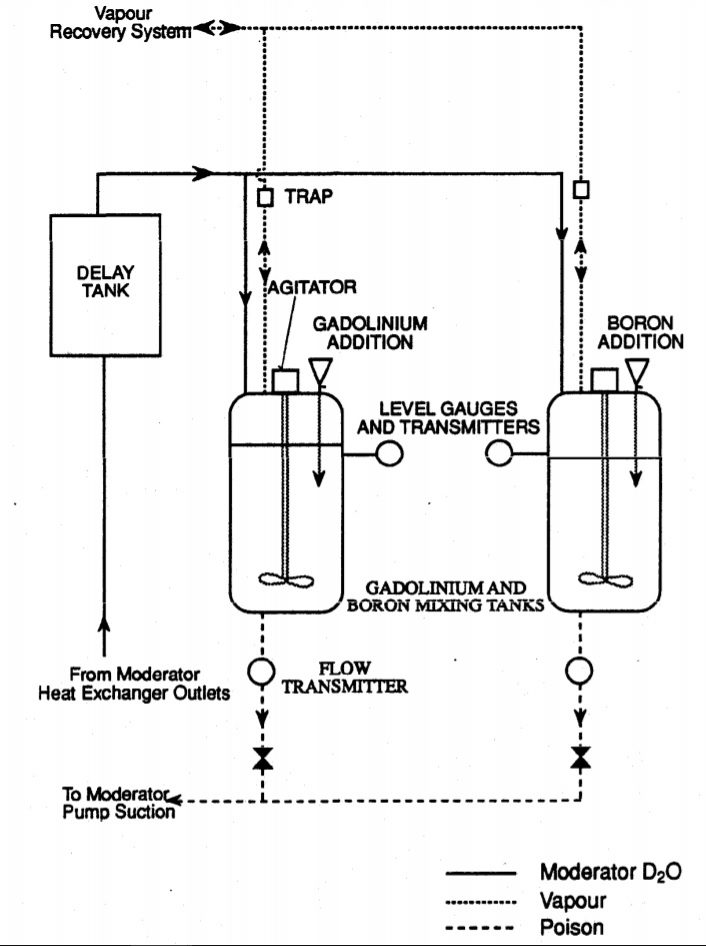 Vapour
Recovery System
TRAP
DELAY
TANK
AGITATOR
GADOLINIUM
ADDITION
BORON
ADDITION
LEVEL GAUGES
AND TRANSMITTERS
GADOLINIUM AND
BORON MIXING TANKS
From Moderator
Heat Exchanger Outlets
FLOW
TRANSMITTER
To Moderator
Pump Suction
Moderator D₂O
Vapour
Poison